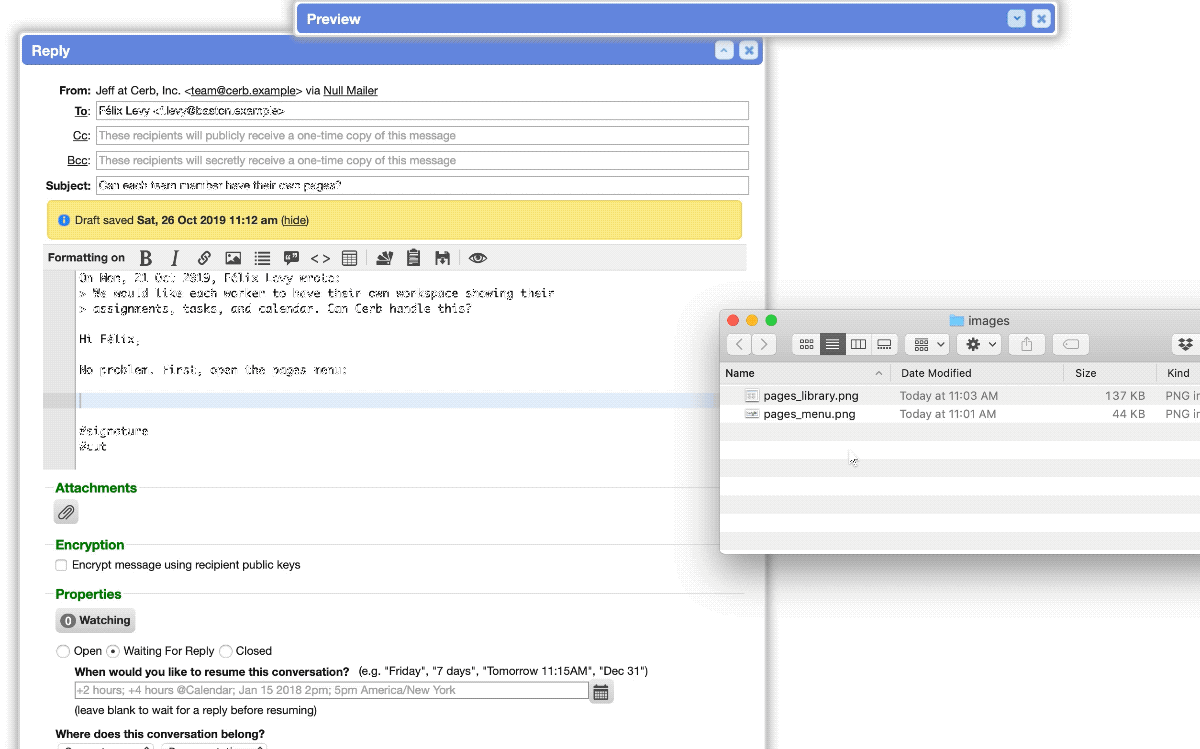 Preview
Reply
From: Jeff at Cerb, Inc. <team@cerb.example> via Null Mailer
To: Félix Levy <f.levy@baston.example>
Cc: These recipients will publicly receive a one-time copy of this message
Bcc: These recipients will secretly receive a one-time copy of this message
Subject: Can each team member have their own pages?
Draft saved Sat, 26 Oct 2019 11:12 am (hide)
Formatting on B I < >
On Mon, 21 Oct 2019, Félix Levy wrote:
> We would like each worker to have their own workspace showing their
> assignments, tasks, and calendar. Can Cerb handle this?
Hi Félix,
No problem. First, open the pages menu:
#signature
#cut
Attachments
Encryption
Encrypt message using recipient public keys
Properties
0 Watching
Open Waiting For Reply Closed
When would you like to resume this conversation? (e.g. "Friday", "7 days", "Tomorrow 11:15AM", "Dec 31")
+2 hours; +4 hours @Calendar; Jan 15 2018 2pm; 5pm America/New York
(leave blank to wait for a reply before resuming)
Where does this conversation belong?
images
Name Date Modified Size Kind
pages_library.png Today at 11:03 AM 137 KB PNG
pages_menu.png Today at 11:01 AM 44 KB PNG